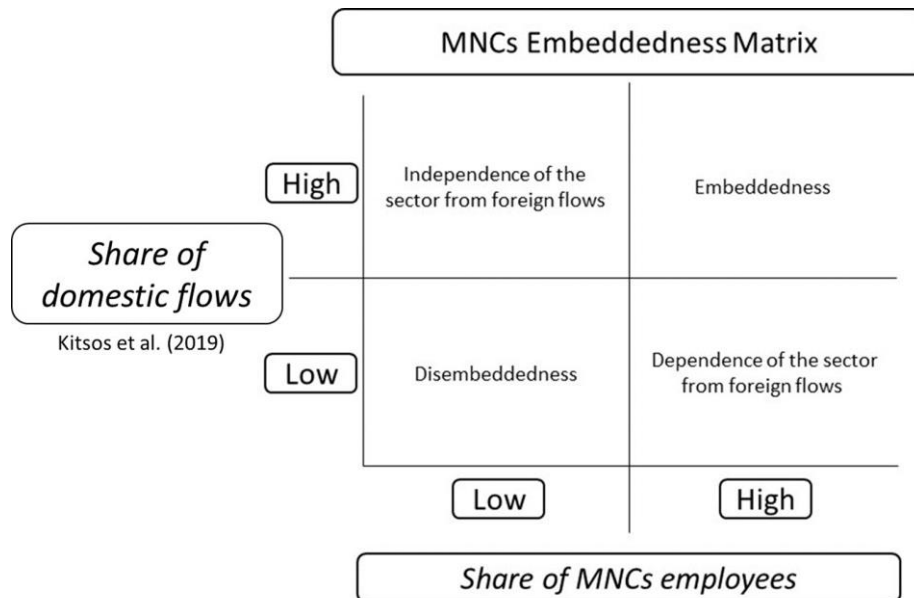 MNCs Embeddedness Matrix
High
Independence of the
sector from foreign flows
Embeddedness
Share of
domestic flows
Kitsos et al. (2019)
Low
Disembeddedness
Dependence of the sector
from foreign flows
Low
High
Share of MNCs employees